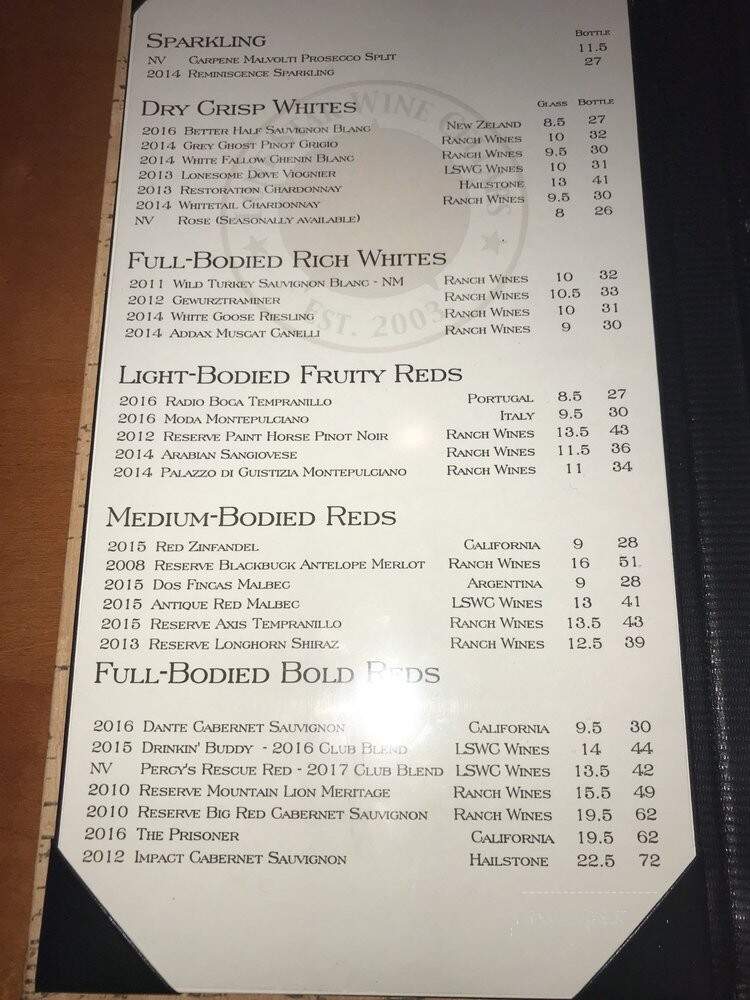 Sparkling Bottle
NV Carpene Malvolti Prosecco Split 11.5
2014 Reminiscence Sparkling 27
Dry Crisp Whites Glass Bottle
2016 Better Half Sauvignon Blanc New Zeland 8.5 27
2014 Grey Ghost Pinot Grigio Ranch Wines 10 32
2014 White Fallow Chenin Blanc Ranch Wines 9.5 30
2013 Lonesome Dove Viognier LSWC Wines 10 31
2013 Restoration Chardonnay Hailstone 13 41
2014 Whitetail Chardonnay Ranch Wines 9.5 30
NV Rose (Seasonally available) 8 26
Full-Bodied Rich Whites
2011 Wild Turkey Sauvignon Blanc - NM Ranch Wines 10 32
2012 Gewurztraminer Ranch Wines 10.5 33
2014 White Goose Riesling Ranch Wines 10 31
2014 Addax Muscat Canelli Ranch Wines 9 30
Est. 2003
Light-Bodied Fruity Reds
2016 Radio Boca Tempranillo Portugal 8.5 27
2016 Moda Montepulciano Italy 9.5 30
2012 Reserve Paint Horse Pinot Noir Ranch Wines 13.5 43
2014 Arabian Sangiovese Ranch Wines 11.5 36
2014 Palazzo di Guistizia Montepulciano Ranch Wines 11 34
Medium-Bodied Reds
2015 Red Zinfandel California 9 28
2008 Reserve Blackbuck Antelope Merlot Ranch Wines 16 51
2015 Dos Fincas Malbec Argentina 9 28
2015 Antique Red Malbec LSWC Wines 13 41
2015 Reserve Axis Tempranillo Ranch Wines 13.5 43
2013 Reserve Longhorn Shiraz Ranch Wines 12.5 39
Full-Bodied Bold Reds
2016 Dante Cabernet Sauvignon California 9.5 30
2015 Drinkin' Buddy - 2016 Club Blend LSWC Wines 14 44
NV Percy's Rescue Red - 2017 Club Blend LSWC Wines 13.5 42
2010 Reserve Mountain Lion Meritage Ranch Wines 15.5 49
2010 Reserve Big Red Cabernet Sauvignon Ranch Wines 19.5 62
2016 The Prisoner California 19.5 62
2012 Impact Cabernet Sauvignon Hailstone 22.5 72